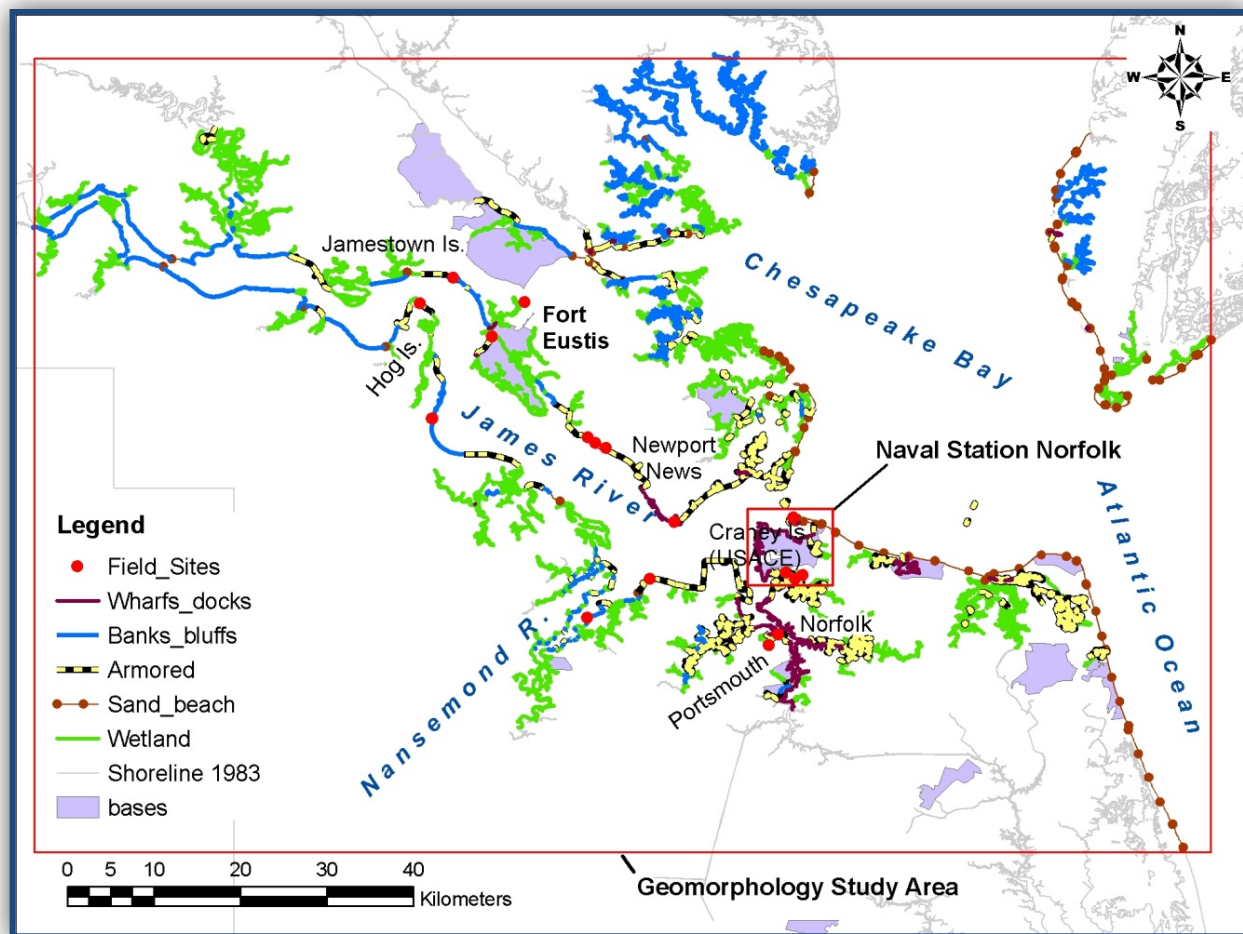 N
W E
S
Jamestown Is.
Chesapeake Bay
Fort
Eustis
Hog Is.
James River
Newport
News
Naval Station Norfolk
Atlantic Ocean
Craney Is
(USACE)
Norfolk
Portsmouth
Nansemond R.
Legend
Field_Sites
Wharfs_docks
Banks_bluffs
Armored
Sand_beach
Wetland
Shoreline 1983
bases
0 5 10 20 30 40
Kilometers
Geomorphology Study Area